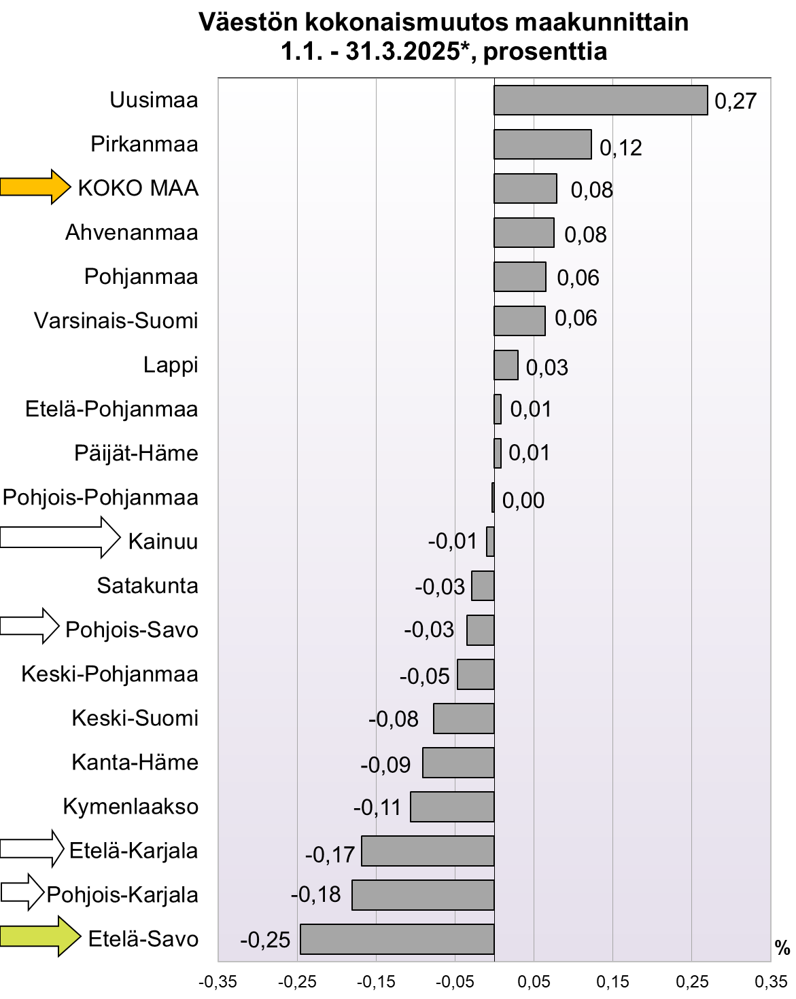 Väestön kokonaismuutos maakunnittain
1.1. - 31.3.2025*, prosenttia
Uusimaa 0,27
Pirkanmaa 0,12
KOKO MAA 0,08
Ahvenanmaa 0,08
Pohjanmaa 0,06
Varsinais-Suomi 0,06
Lappi 0,03
Etelä-Pohjanmaa 0,01
Päijät-Häme 0,01
Pohjois-Pohjanmaa 0,00
Kainuu -0,01
Satakunta -0,03
Pohjois-Savo -0,03
Keski-Pohjanmaa -0,05
Keski-Suomi -0,08
Kanta-Häme -0,09
Kymenlaakso -0,11
Etelä-Karjala -0,17
Pohjois-Karjala -0,18
Etelä-Savo -0,25
%
-0,35 -0,25 -0,15 -0,05 0,05 0,15 0,25 0,35